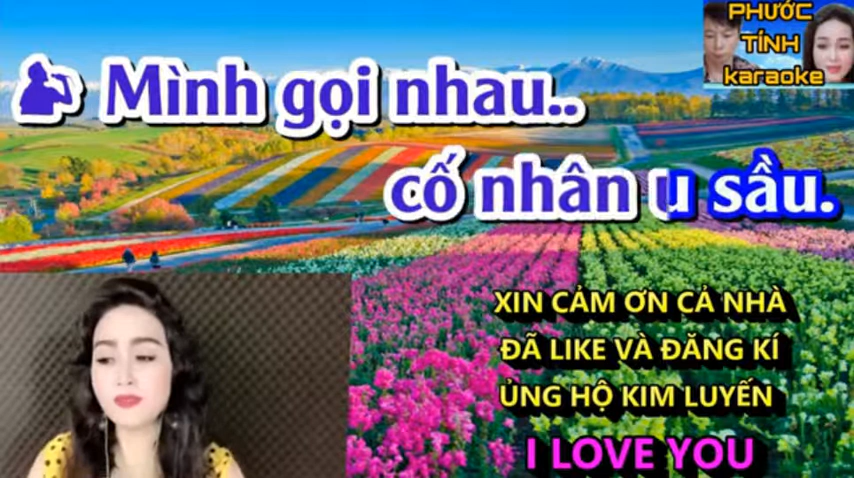 PHƯỚC
TÍNH
karaoke
Mình gọi nhau..
cố nhân u sầu.
XIN CẢM ƠN CẢ NHÀ
ĐÃ LIKE VÀ ĐĂNG KÍ
ỦNG HỘ KIM LUYẾN
I LOVE YOU